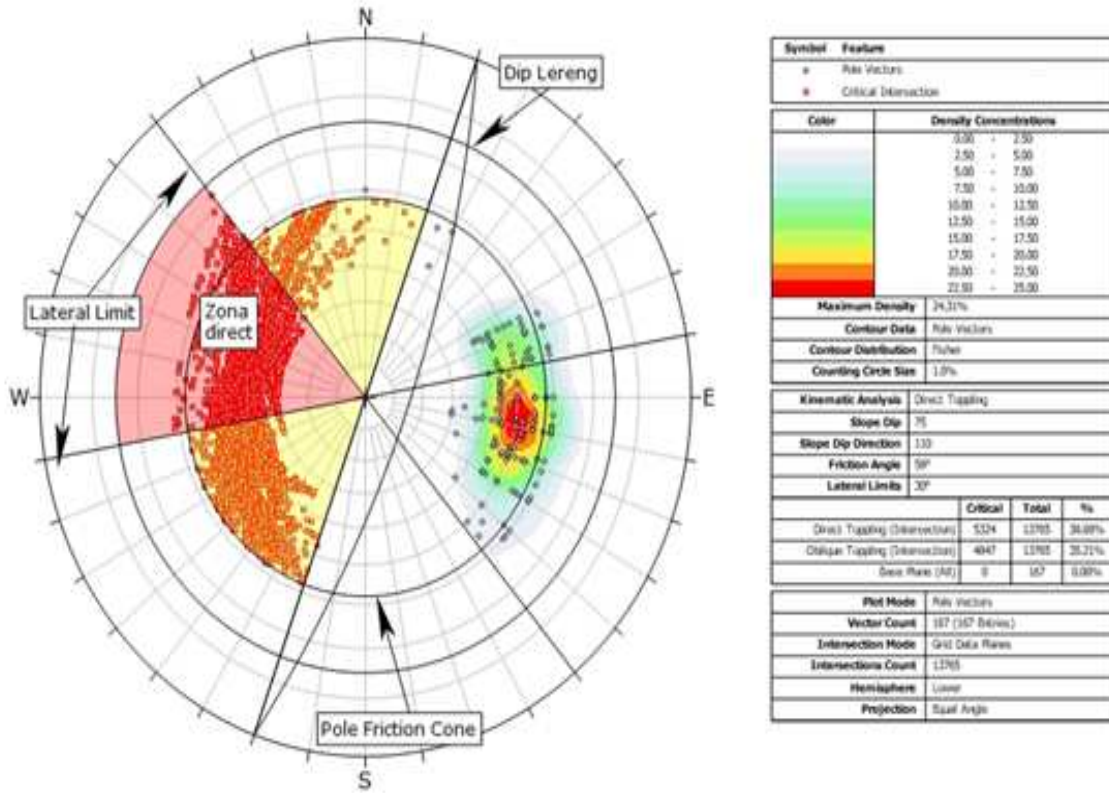 N
Dip Lereng
Lateral Limit
Zona
direct
W
E
Pole Friction Cone
S
Symbol Feature
Pole Vectors
Critical Intersection
Color Density Concentrations
0.00 - 2.50
2.50 - 5.00
5.00 - 7.50
7.50 - 10.00
10.00 - 12.50
12.50 - 15.00
15.00 - 17.50
17.50 - 20.00
20.00 - 22.50
22.50 - 25.00
Maximum Density 24.31%
Contour Data Pole Vectors
Contour Distribution Fisher
Counting Circle Size 1.0%
Kinematic Analysis Direct Toppling
Slope Dip 75
Slope Dip Direction 110
Friction Angle
Lateral Limits 30°
Critical Total %
Direct Toppling (Intersection) 5324 13765
Oblique Toppling (Intersection) 13765
Base Plane (All) 0 167 0.00%
Plot Mode Pole Vectors
Vector Count 167 (167 Entries)
Intersection Mode Grid Data Planes
Intersections Count 13765
Hemisphere Lower
Projection Equal Angle